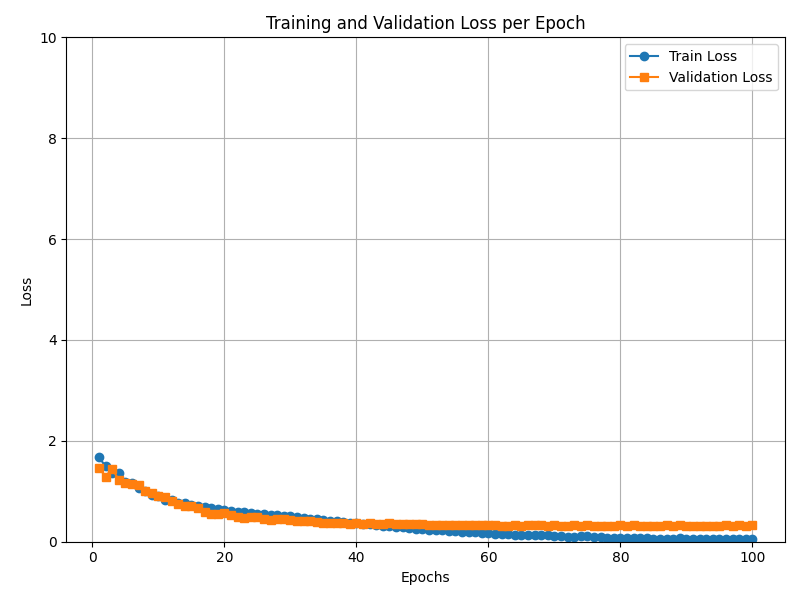 Training and Validation Loss per Epoch
Train Loss
Validation Loss
Loss
10
8
6
4
2
0
0 20 40 60 80 100
Epochs